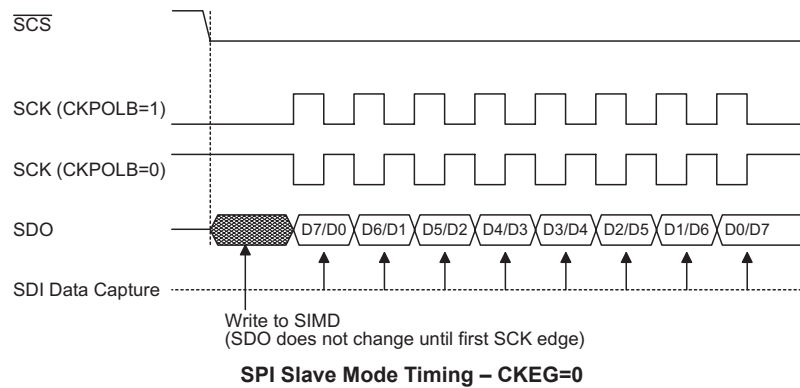 SCS
SCK (CKPOLB=1)
SCK (CKPOLB=0)
SDO
D7/D0 D6/D1 D5/D2 D4/D3 D3/D4 D2/D5 D1/D6 D0/D7
SDI Data Capture
Write to SIMD
(SDO does not change until first SCK edge)
SPI Slave Mode Timing – CKEG=0